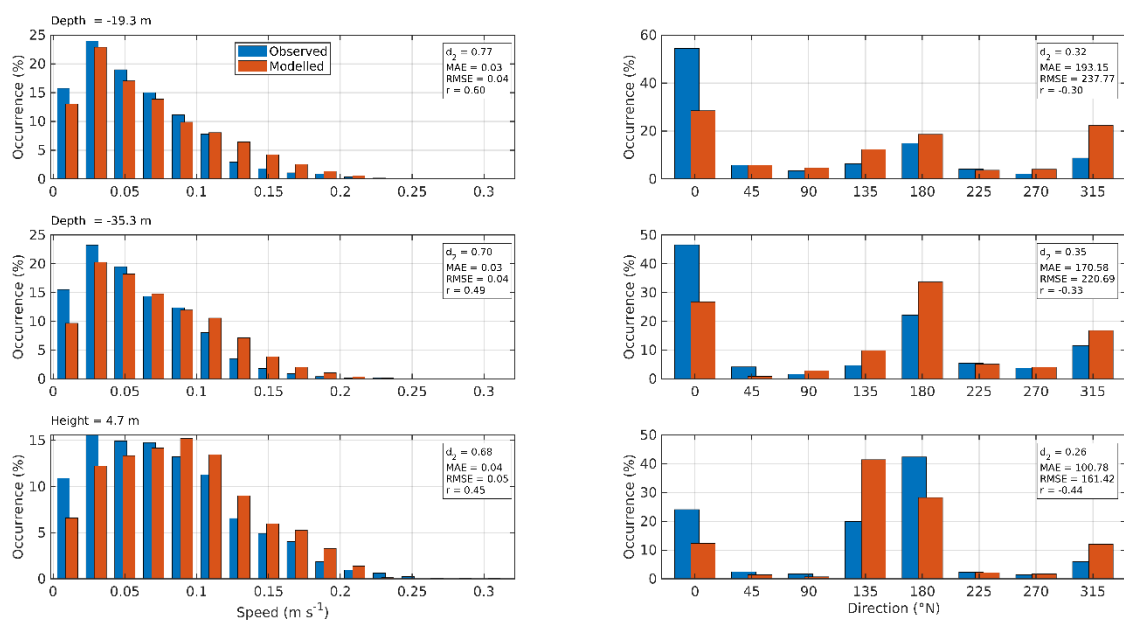 Depth = -19.3 m
25
20
15
10
5
0
Occurrence (%)
Observed
Modelled
d2 = 0.77
MAE = 0.03
RMSE = 0.04
r = 0.60
0 0.05 0.1 0.15 0.2 0.25 0.3
60
40
20
0
Occurrence (%)
d2 = 0.32
MAE = 193.15
RMSE = 237.77
r = -0.30
0 45 90 135 180 225 270 315
Depth = -35.3 m
25
20
15
10
5
0
Occurrence (%)
d2 = 0.70
MAE = 0.03
RMSE = 0.04
r = 0.49
0 0.05 0.1 0.15 0.2 0.25 0.3
50
40
30
20
10
0
Occurrence (%)
d2 = 0.35
MAE = 170.58
RMSE = 220.69
r = -0.33
0 45 90 135 180 225 270 315
Height = 4.7 m
15
10
5
0
Occurrence (%)
d2 = 0.68
MAE = 0.04
RMSE = 0.05
r = 0.45
0 0.05 0.1 0.15 0.2 0.25 0.3
Speed (m s-1)
50
40
30
20
10
0
Occurrence (%)
d2 = 0.26
MAE = 100.78
RMSE = 161.42
r = -0.44
0 45 90 135 180 225 270 315
Direction (°N)